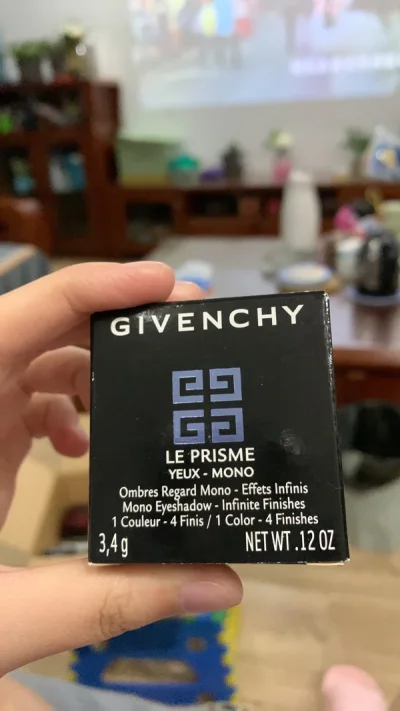 GIVENCHY
LE PRISME
YEUX - MONO
Ombres Regard Mono - Effets Infinis
Mono Eyeshadow - Infinite Finishes
1 Couleur - 4 Finis / 1 Color - 4 Finishes
3,4 g NET WT .12 OZ